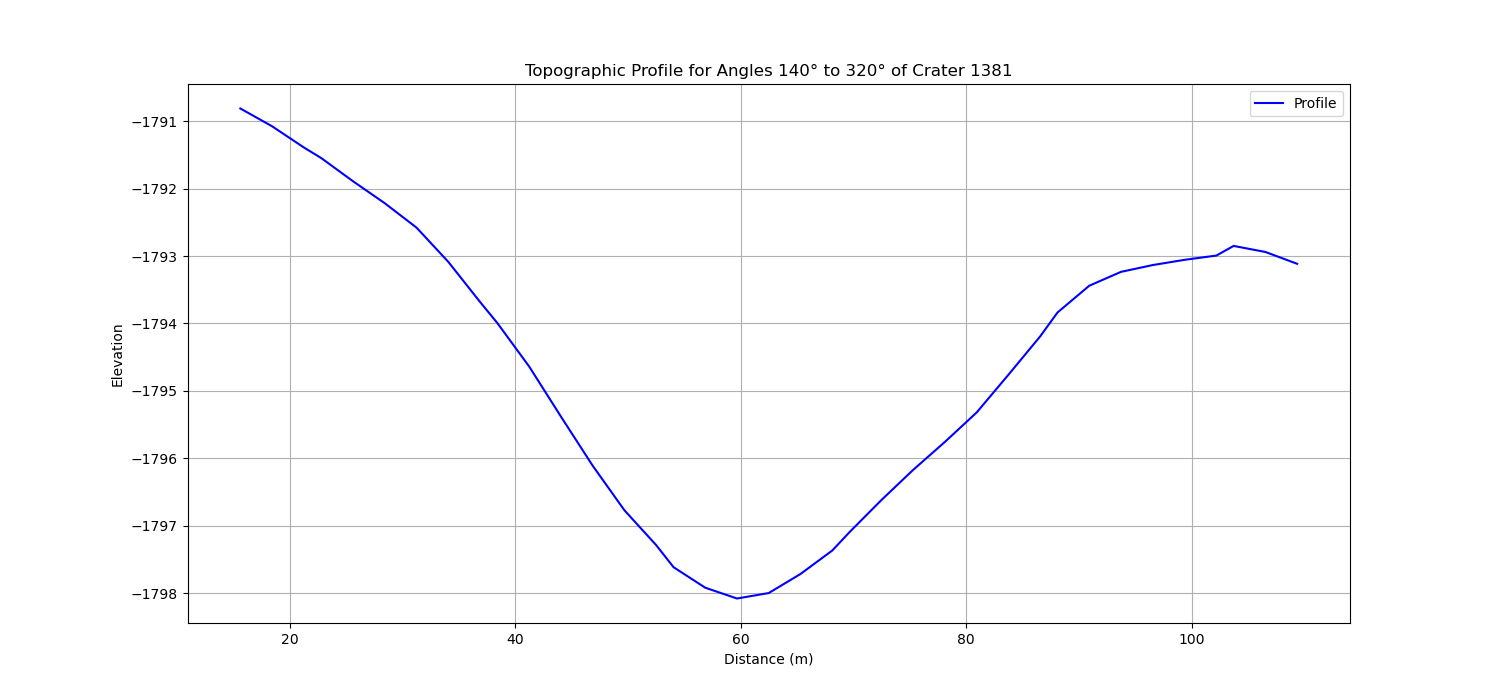 Topographic Profile for Angles 140° to 320° of Crater 1381
Profile
−1791
−1792
−1793
−1794
−1795
−1796
−1797
−1798
Elevation
20 40 60 80 100
Distance (m)